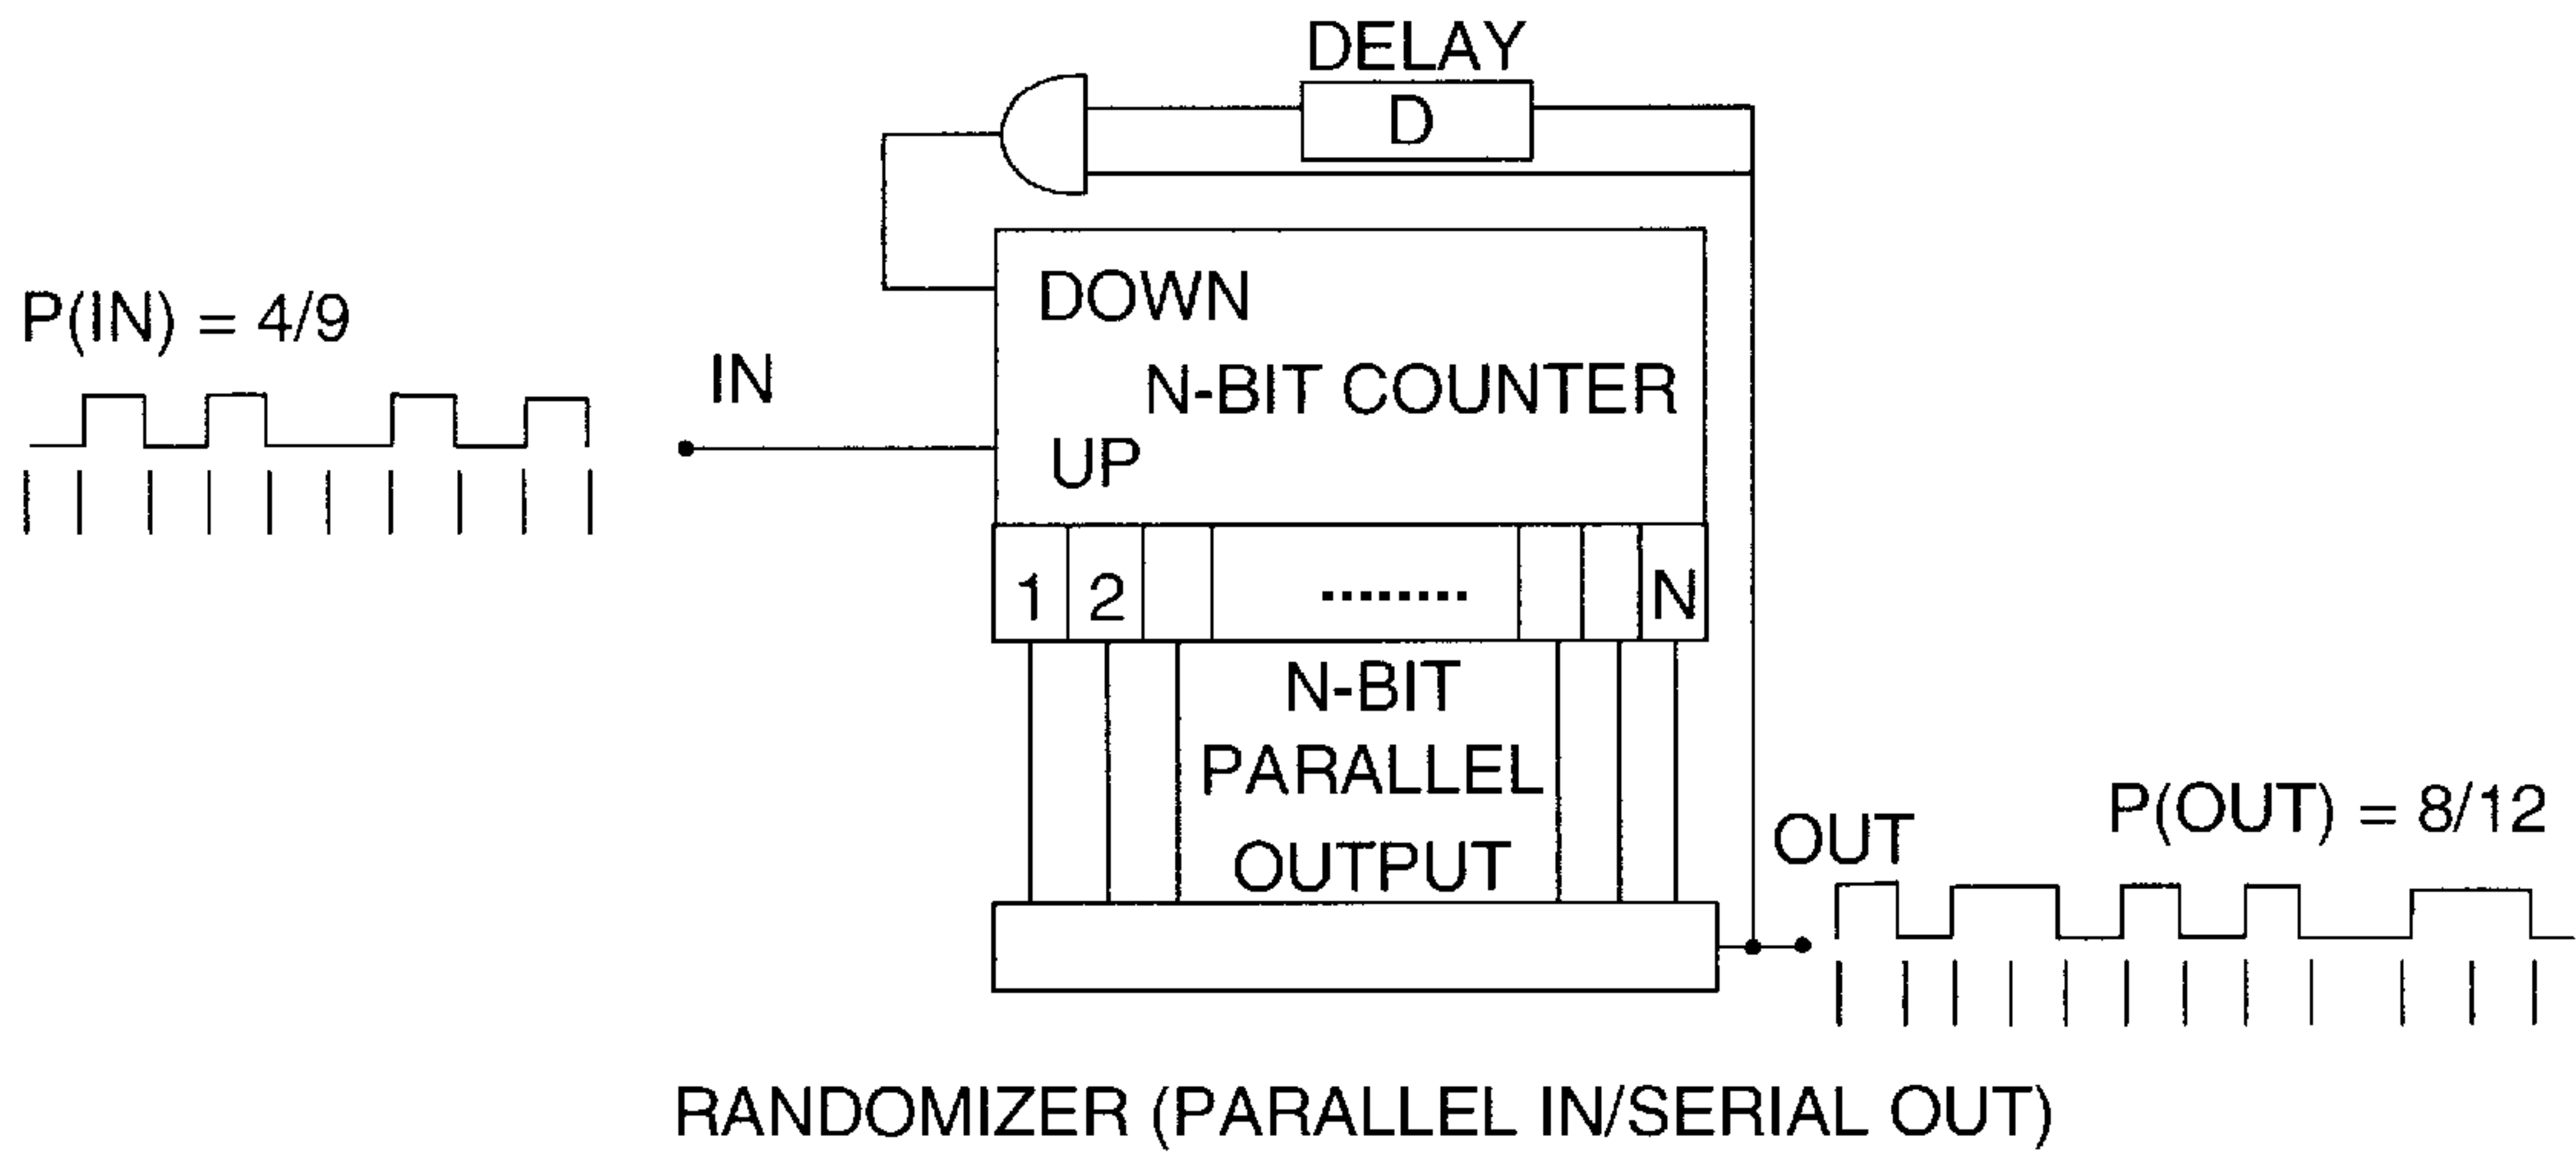 DELAY
D
P(IN) = 4/9
IN
DOWN
N-BIT COUNTER
UP
1 2 ........ N
N-BIT
PARALLEL
OUTPUT
OUT
P(OUT) = 8/12
RANDOMIZER (PARALLEL IN/SERIAL OUT)